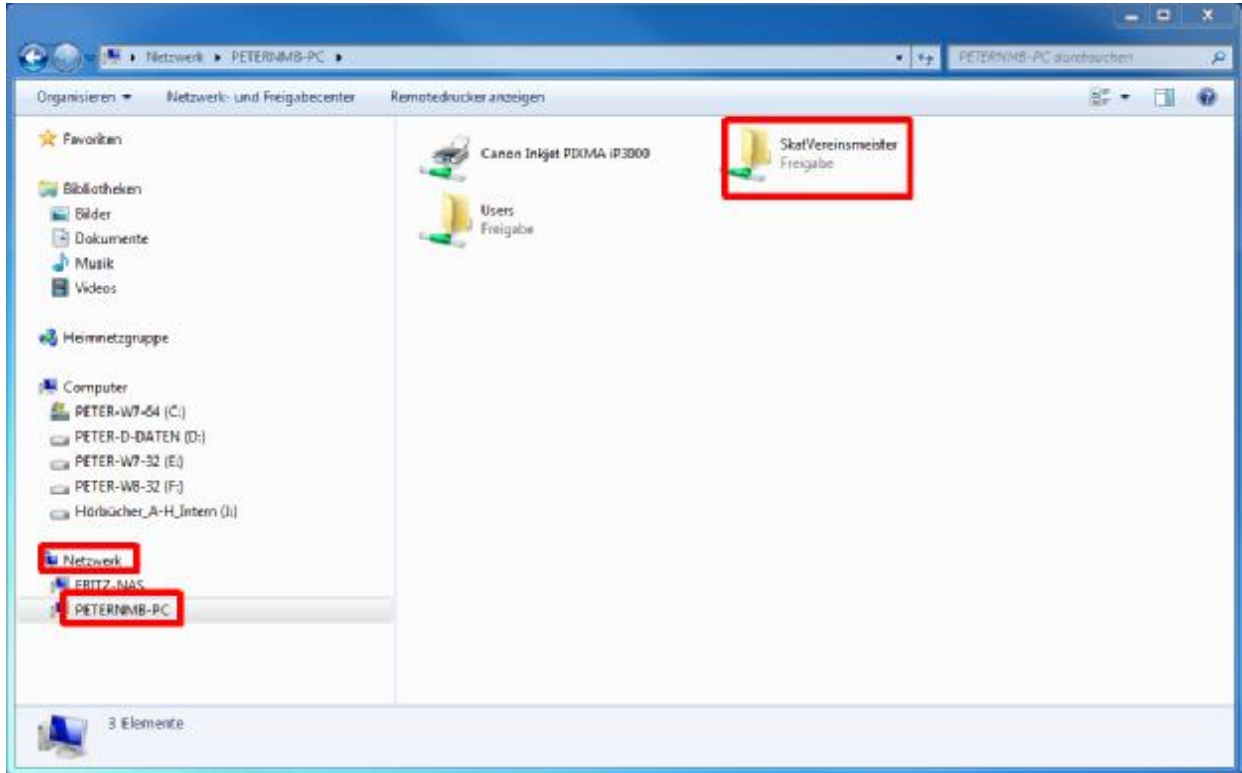 Netzwerk ▸ PETERNMB-PC ▸
PETERNMB-PC durchsuchen
Organisieren
Netzwerk- und Freigabecenter
Remotedrucker anzeigen
Favoriten
Bibliotheken
Bilder
Dokumente
Musik
Videos
Heimnetzgruppe
Computer
PETER-W7-64 (C:)
PETER-D-DATEN (D:)
PETER-W7-32 (E:)
PETER-W8-32 (F:)
Hörbücher_A-H_Intern (J:)
Netzwerk
FRITZ-NAS
PETERNMB-PC
Canon Inkjet PIXMA iP3000
SkatVereinsmeister
Freigabe
Users
Freigabe
3 Elemente